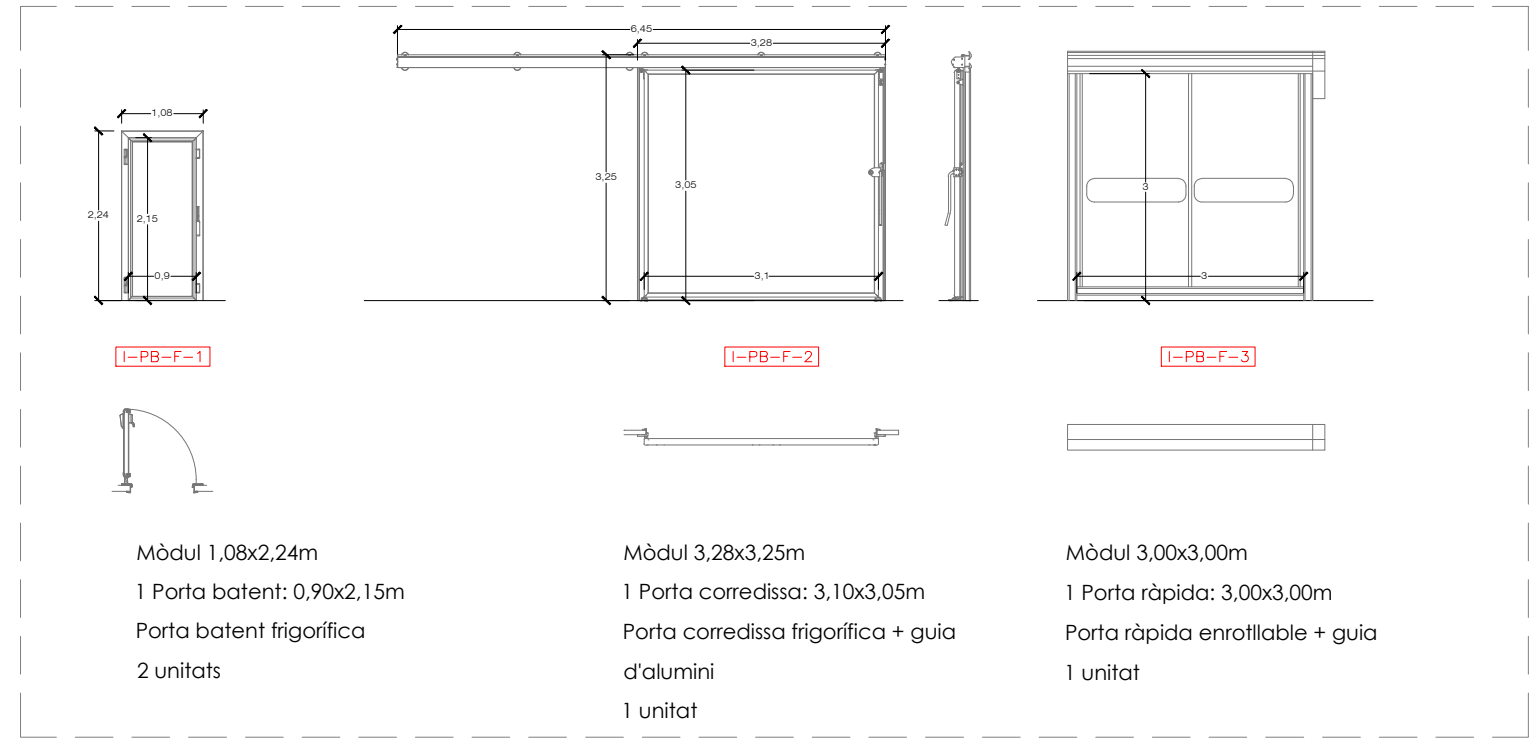 6,45
3,28
1,08
3,25
3,05
2,24
2,15
3
0,9
3,1
3
I-PB-F-1
I-PB-F-2
I-PB-F-3
Mòdul 1,08x2,24m
1 Porta batent: 0,90x2,15m
Porta batent frigorífica
2 unitats
Mòdul 3,28x3,25m
1 Porta corredissa: 3,10x3,05m
Porta corredissa frigorífica + guia
d'alumini
1 unitat
Mòdul 3,00x3,00m
1 Porta ràpida: 3,00x3,00m
Porta ràpida enrotllable + guia
1 unitat